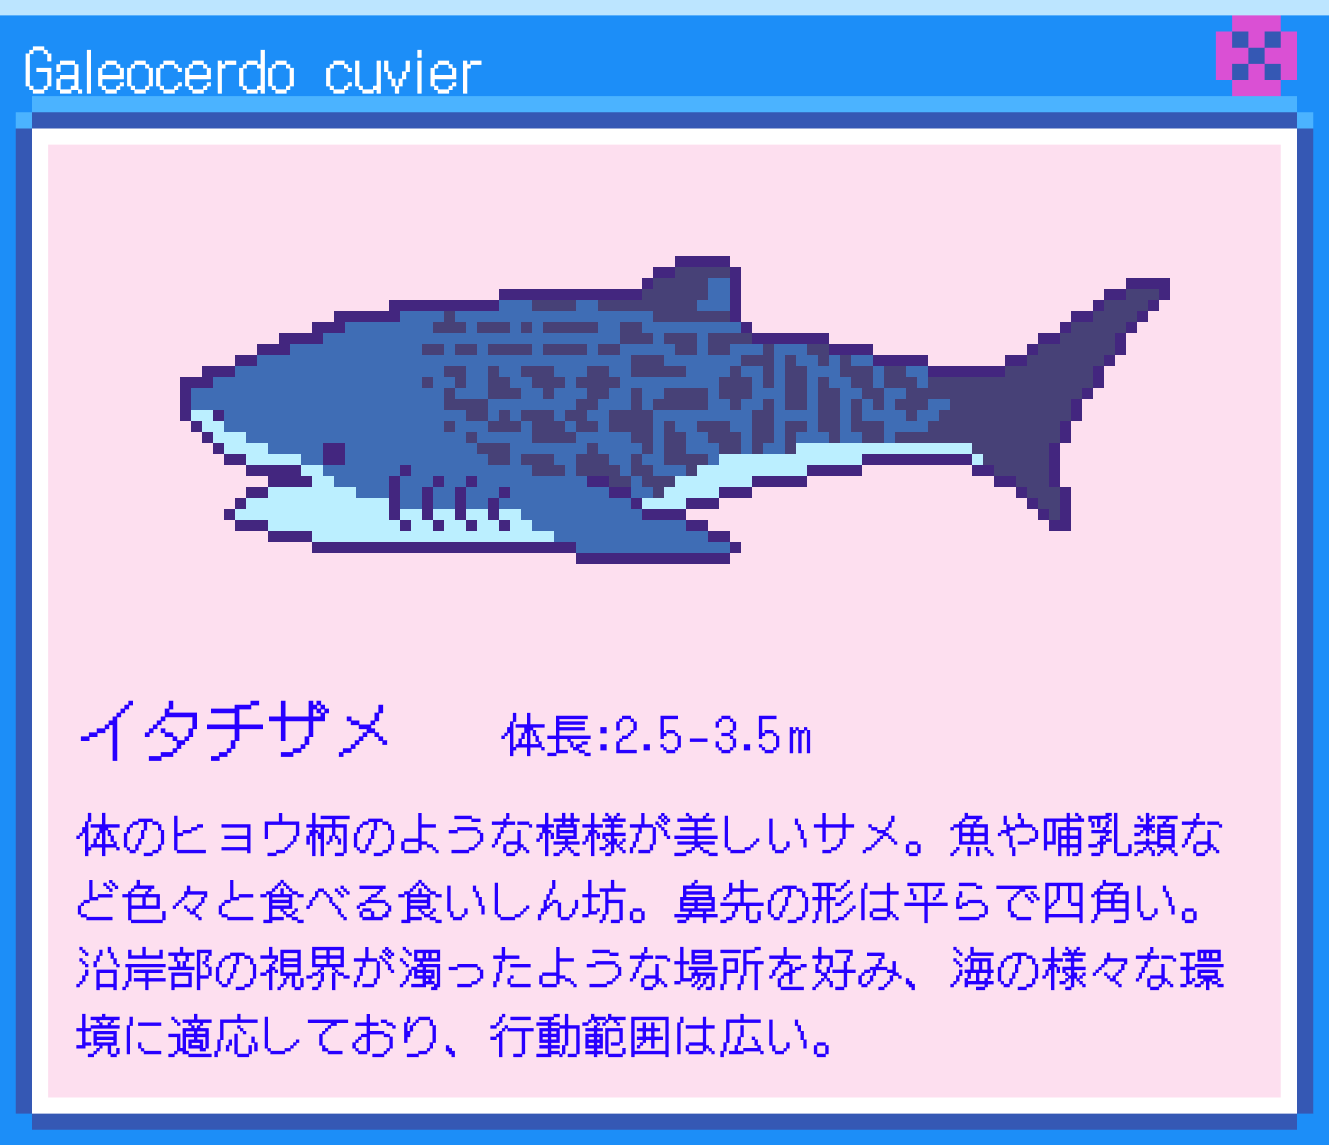 Galeocerdo cuvier
イタチザメ 体長:2.5-3.5m
体のヒョウ柄のような模様が美しいサメ。魚や哺乳類な
ど色々と食べる食いしん坊。鼻先の形は平らで四角い。
沿岸部の視界が濁ったような場所を好み、海の様々な環
境に適応しており、行動範囲は広い。